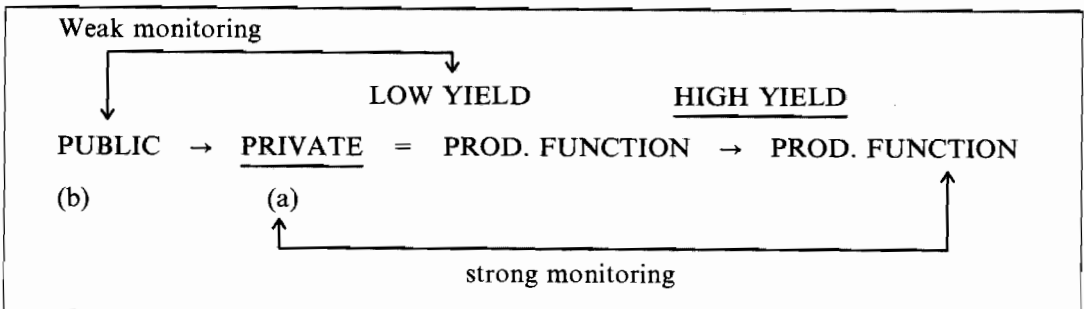 Weak monitoring
LOW YIELD HIGH YIELD
PUBLIC → PRIVATE = PROD. FUNCTION → PROD. FUNCTION
(b) (a)
strong monitoring